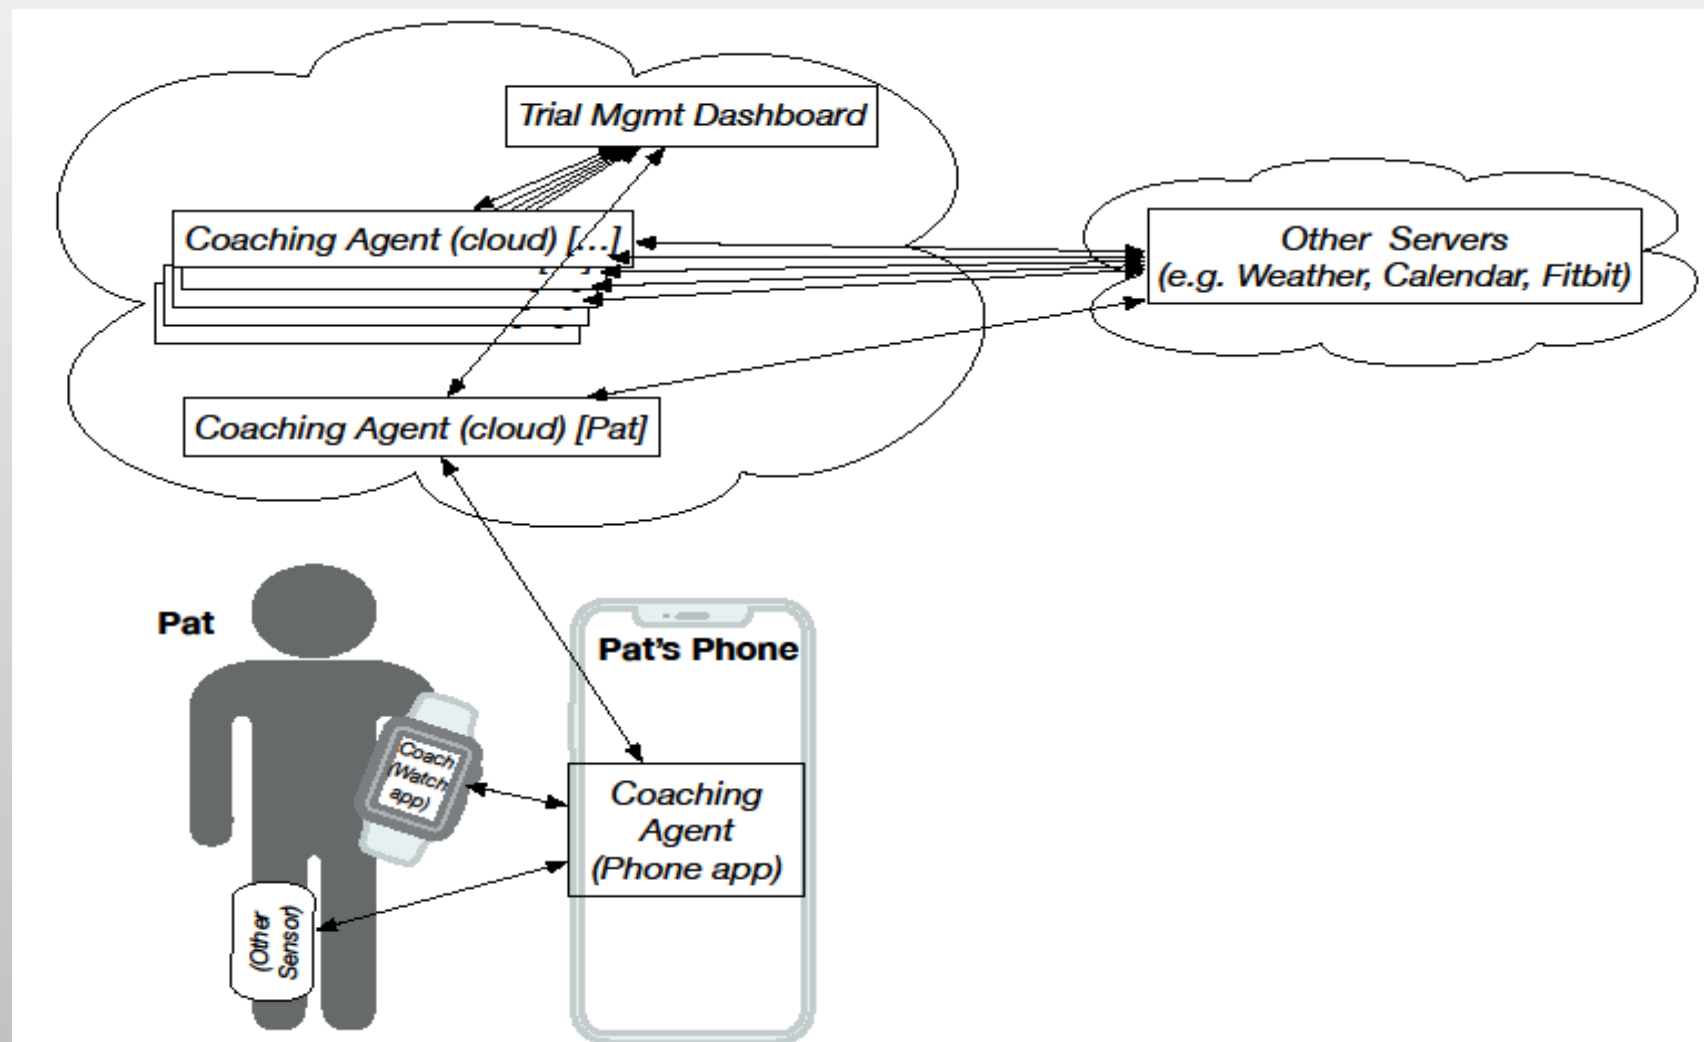 Trial Mgmt Dashboard
Coaching Agent (cloud) […]
Other Servers
(e.g. Weather, Calendar, Fitbit)
Coaching Agent (cloud) [Pat]
Pat
Pat's Phone
Coach
(Watch
app)
Coaching
Agent
(Phone app)
(Other
Sensor)